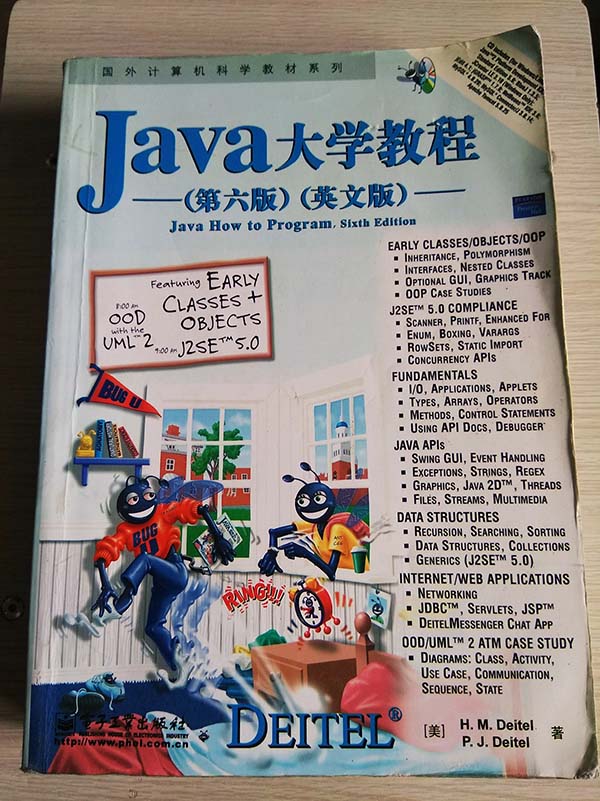 国外计算机科学教材系列
Java大学教程
(第六版)(英文版)
Java How to Program, Sixth Edition
Featuring EARLY
CLASSES +
OBJECTS
J2SE™ 5.0
8:00 AM
OOD
with the
UML™ 2
9:00 AM
EARLY CLASSES/OBJECTS/OOP
▪ INHERITANCE, POLYMORPHISM
▪ INTERFACES, NESTED CLASSES
▪ OPTIONAL GUI, GRAPHICS TRACK
▪ OOP CASE STUDIES
J2SE™ 5.0 COMPLIANCE
▪ SCANNER, PRINTF, ENHANCED FOR
▪ ENUM, BOXING, VARARGS
▪ ROWSETS, STATIC IMPORT
▪ CONCURRENCY APIS
FUNDAMENTALS
▪ I/O, APPLICATIONS, APPLETS
▪ TYPES, ARRAYS, OPERATORS
▪ METHODS, CONTROL STATEMENTS
▪ USING API DOCS, DEBUGGER
JAVA APIS
▪ SWING GUI, EVENT HANDLING
▪ EXCEPTIONS, STRINGS, REGEX
▪ GRAPHICS, JAVA 2D™, THREADS
▪ FILES, STREAMS, MULTIMEDIA
DATA STRUCTURES
▪ RECURSION, SEARCHING, SORTING
▪ DATA STRUCTURES, COLLECTIONS
▪ GENERICS (J2SE™ 5.0)
INTERNET/WEB APPLICATIONS
▪ NETWORKING
▪ JDBC™, SERVLETS, JSP™
▪ DEITELMESSENGER CHAT APP
OOD/UML™ 2 ATM CASE STUDY
▪ DIAGRAMS: CLASS, ACTIVITY,
USE CASE, COMMUNICATION,
SEQUENCE, STATE
BUG U
BUG
U
ANT
CEO
RING!!!
DEITEL®
[美] H. M. Deitel 著
P. J. Deitel
电子工业出版社
PUBLISHING HOUSE OF ELECTRONICS INDUSTRY
http://www.phei.com.cn